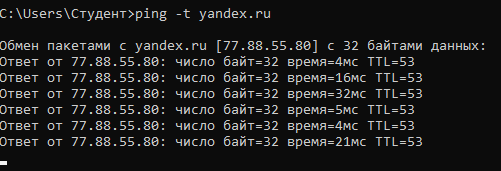 C:\Users\Студент>ping -t yandex.ru
Обмен пакетами с yandex.ru [77.88.55.80] с 32 байтами данных:
Ответ от 77.88.55.80: число байт=32 время=4мс TTL=53
Ответ от 77.88.55.80: число байт=32 время=16мс TTL=53
Ответ от 77.88.55.80: число байт=32 время=32мс TTL=53
Ответ от 77.88.55.80: число байт=32 время=5мс TTL=53
Ответ от 77.88.55.80: число байт=32 время=4мс TTL=53
Ответ от 77.88.55.80: число байт=32 время=21мс TTL=53